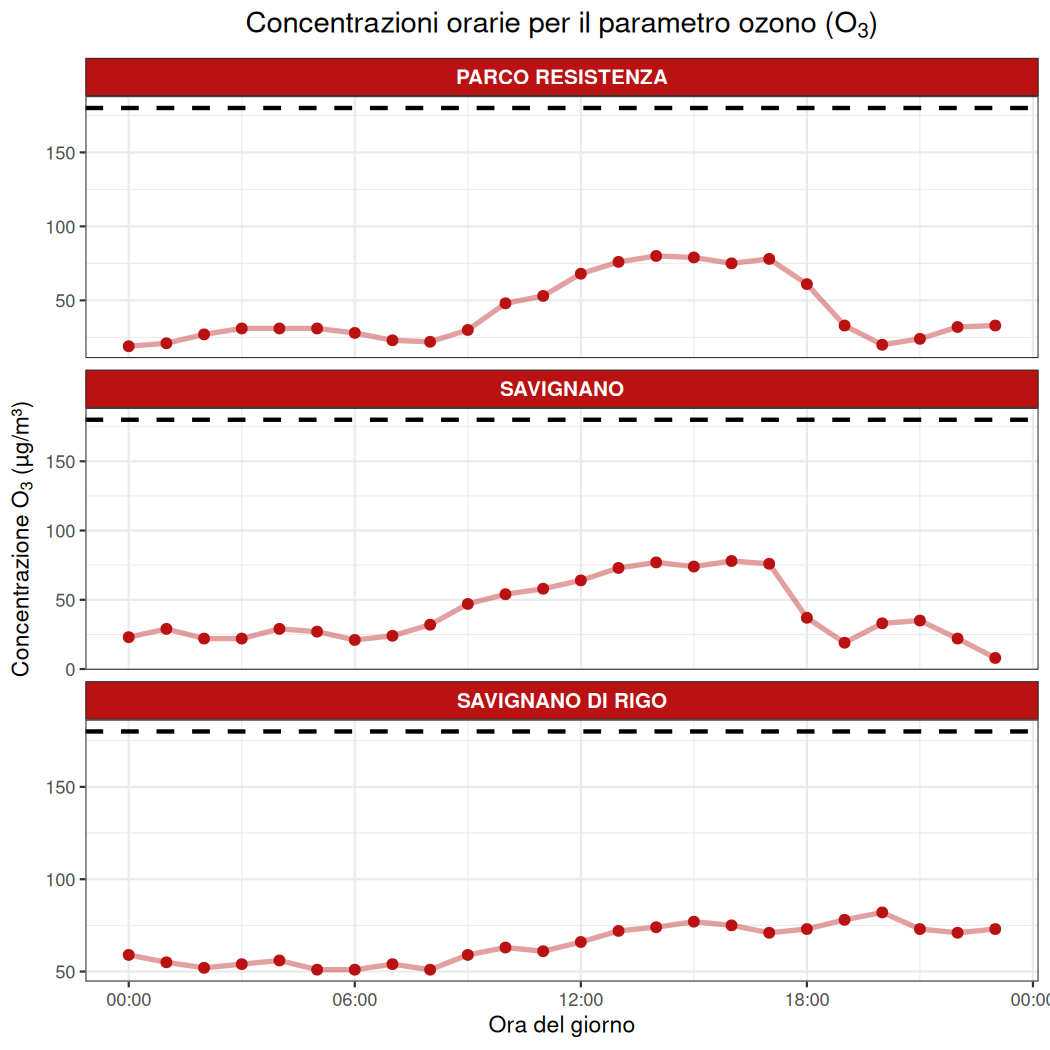 Concentrazioni orarie per il parametro ozono (O₃)
PARCO RESISTENZA
150
100
50
SAVIGNANO
150
100
50
0
Concentrazione O₃ (µg/m³)
SAVIGNANO DI RIGO
150
100
50
00:00 06:00 12:00 18:00 00:0
Ora del giorno